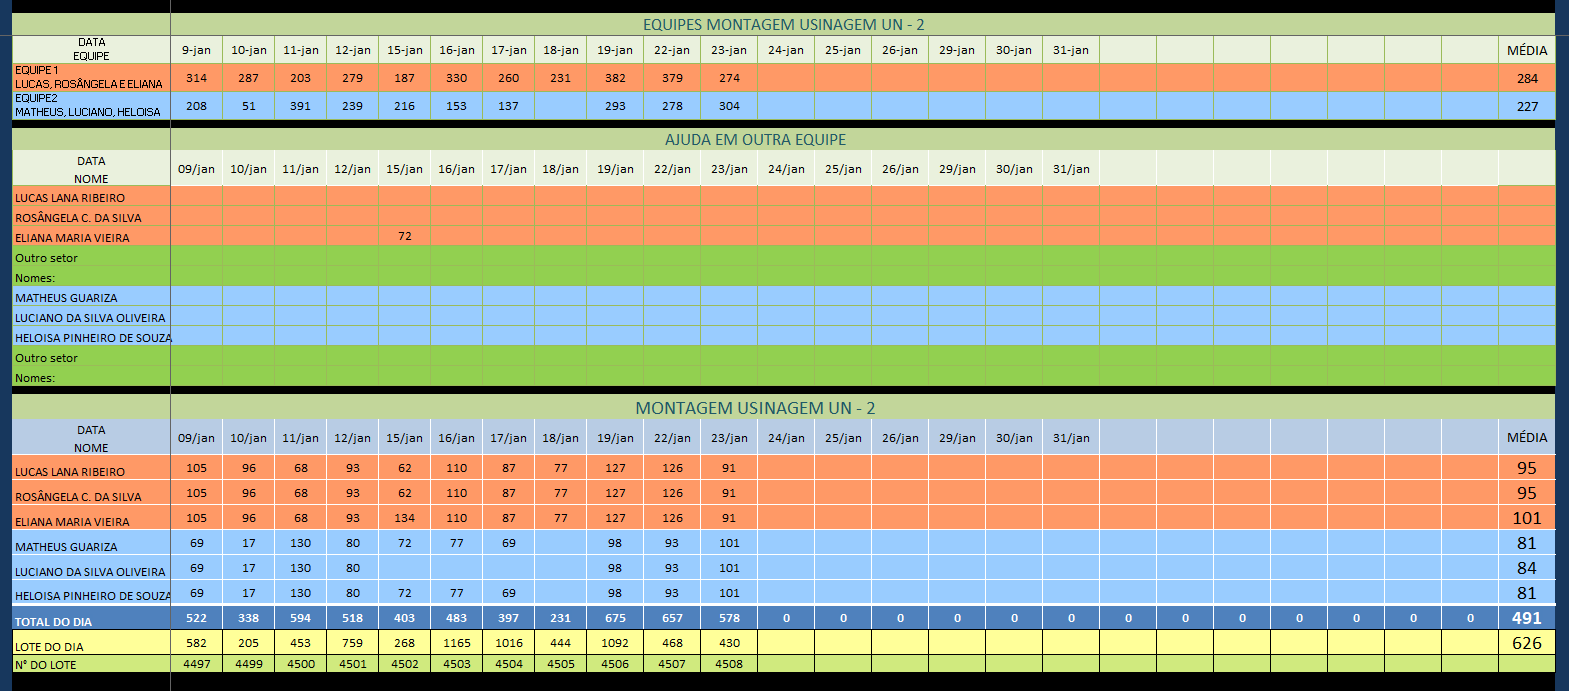 EQUIPES MONTAGEM USINAGEM UN - 2
DATA
EQUIPE
9-jan 10-jan 11-jan 12-jan 15-jan 16-jan 17-jan 18-jan 19-jan 22-jan 23-jan 24-jan 25-jan 26-jan 29-jan 30-jan 31-jan MÉDIA
EQUIPE 1
LUCAS, ROSÂNGELA E ELIANA
314 287 203 279 187 330 260 231 382 379 274 284
EQUIPE2
MATHEUS, LUCIANO, HELOISA
208 51 391 239 216 153 137 293 278 304 227
AJUDA EM OUTRA EQUIPE
DATA
NOME
09/jan 10/jan 11/jan 12/jan 15/jan 16/jan 17/jan 18/jan 19/jan 22/jan 23/jan 24/jan 25/jan 26/jan 29/jan 30/jan 31/jan
LUCAS LANA RIBEIRO
ROSÂNGELA C. DA SILVA
ELIANA MARIA VIEIRA 72
Outro setor
Nomes:
MATHEUS GUARIZA
LUCIANO DA SILVA OLIVEIRA
HELOISA PINHEIRO DE SOUZA
Outro setor
Nomes:
MONTAGEM USINAGEM UN - 2
DATA
NOME
09/jan 10/jan 11/jan 12/jan 15/jan 16/jan 17/jan 18/jan 19/jan 22/jan 23/jan 24/jan 25/jan 26/jan 29/jan 30/jan 31/jan MÉDIA
LUCAS LANA RIBEIRO 105 96 68 93 62 110 87 77 127 126 91 95
ROSÂNGELA C. DA SILVA 105 96 68 93 62 110 87 77 127 126 91 95
ELIANA MARIA VIEIRA 105 96 68 93 134 110 87 77 127 126 91 101
MATHEUS GUARIZA 69 17 130 80 72 77 69 98 93 101 81
LUCIANO DA SILVA OLIVEIRA 69 17 130 80 98 93 101 84
HELOISA PINHEIRO DE SOUZA 69 17 130 80 72 77 69 98 93 101 81
TOTAL DO DIA 522 338 594 518 403 483 397 231 675 657 578 0 0 0 0 0 0 0 0 0 0 0 0 0 491
LOTE DO DIA 582 205 453 759 268 1165 1016 444 1092 468 430 626
N° DO LOTE 4497 4499 4500 4501 4502 4503 4504 4505 4506 4507 4508